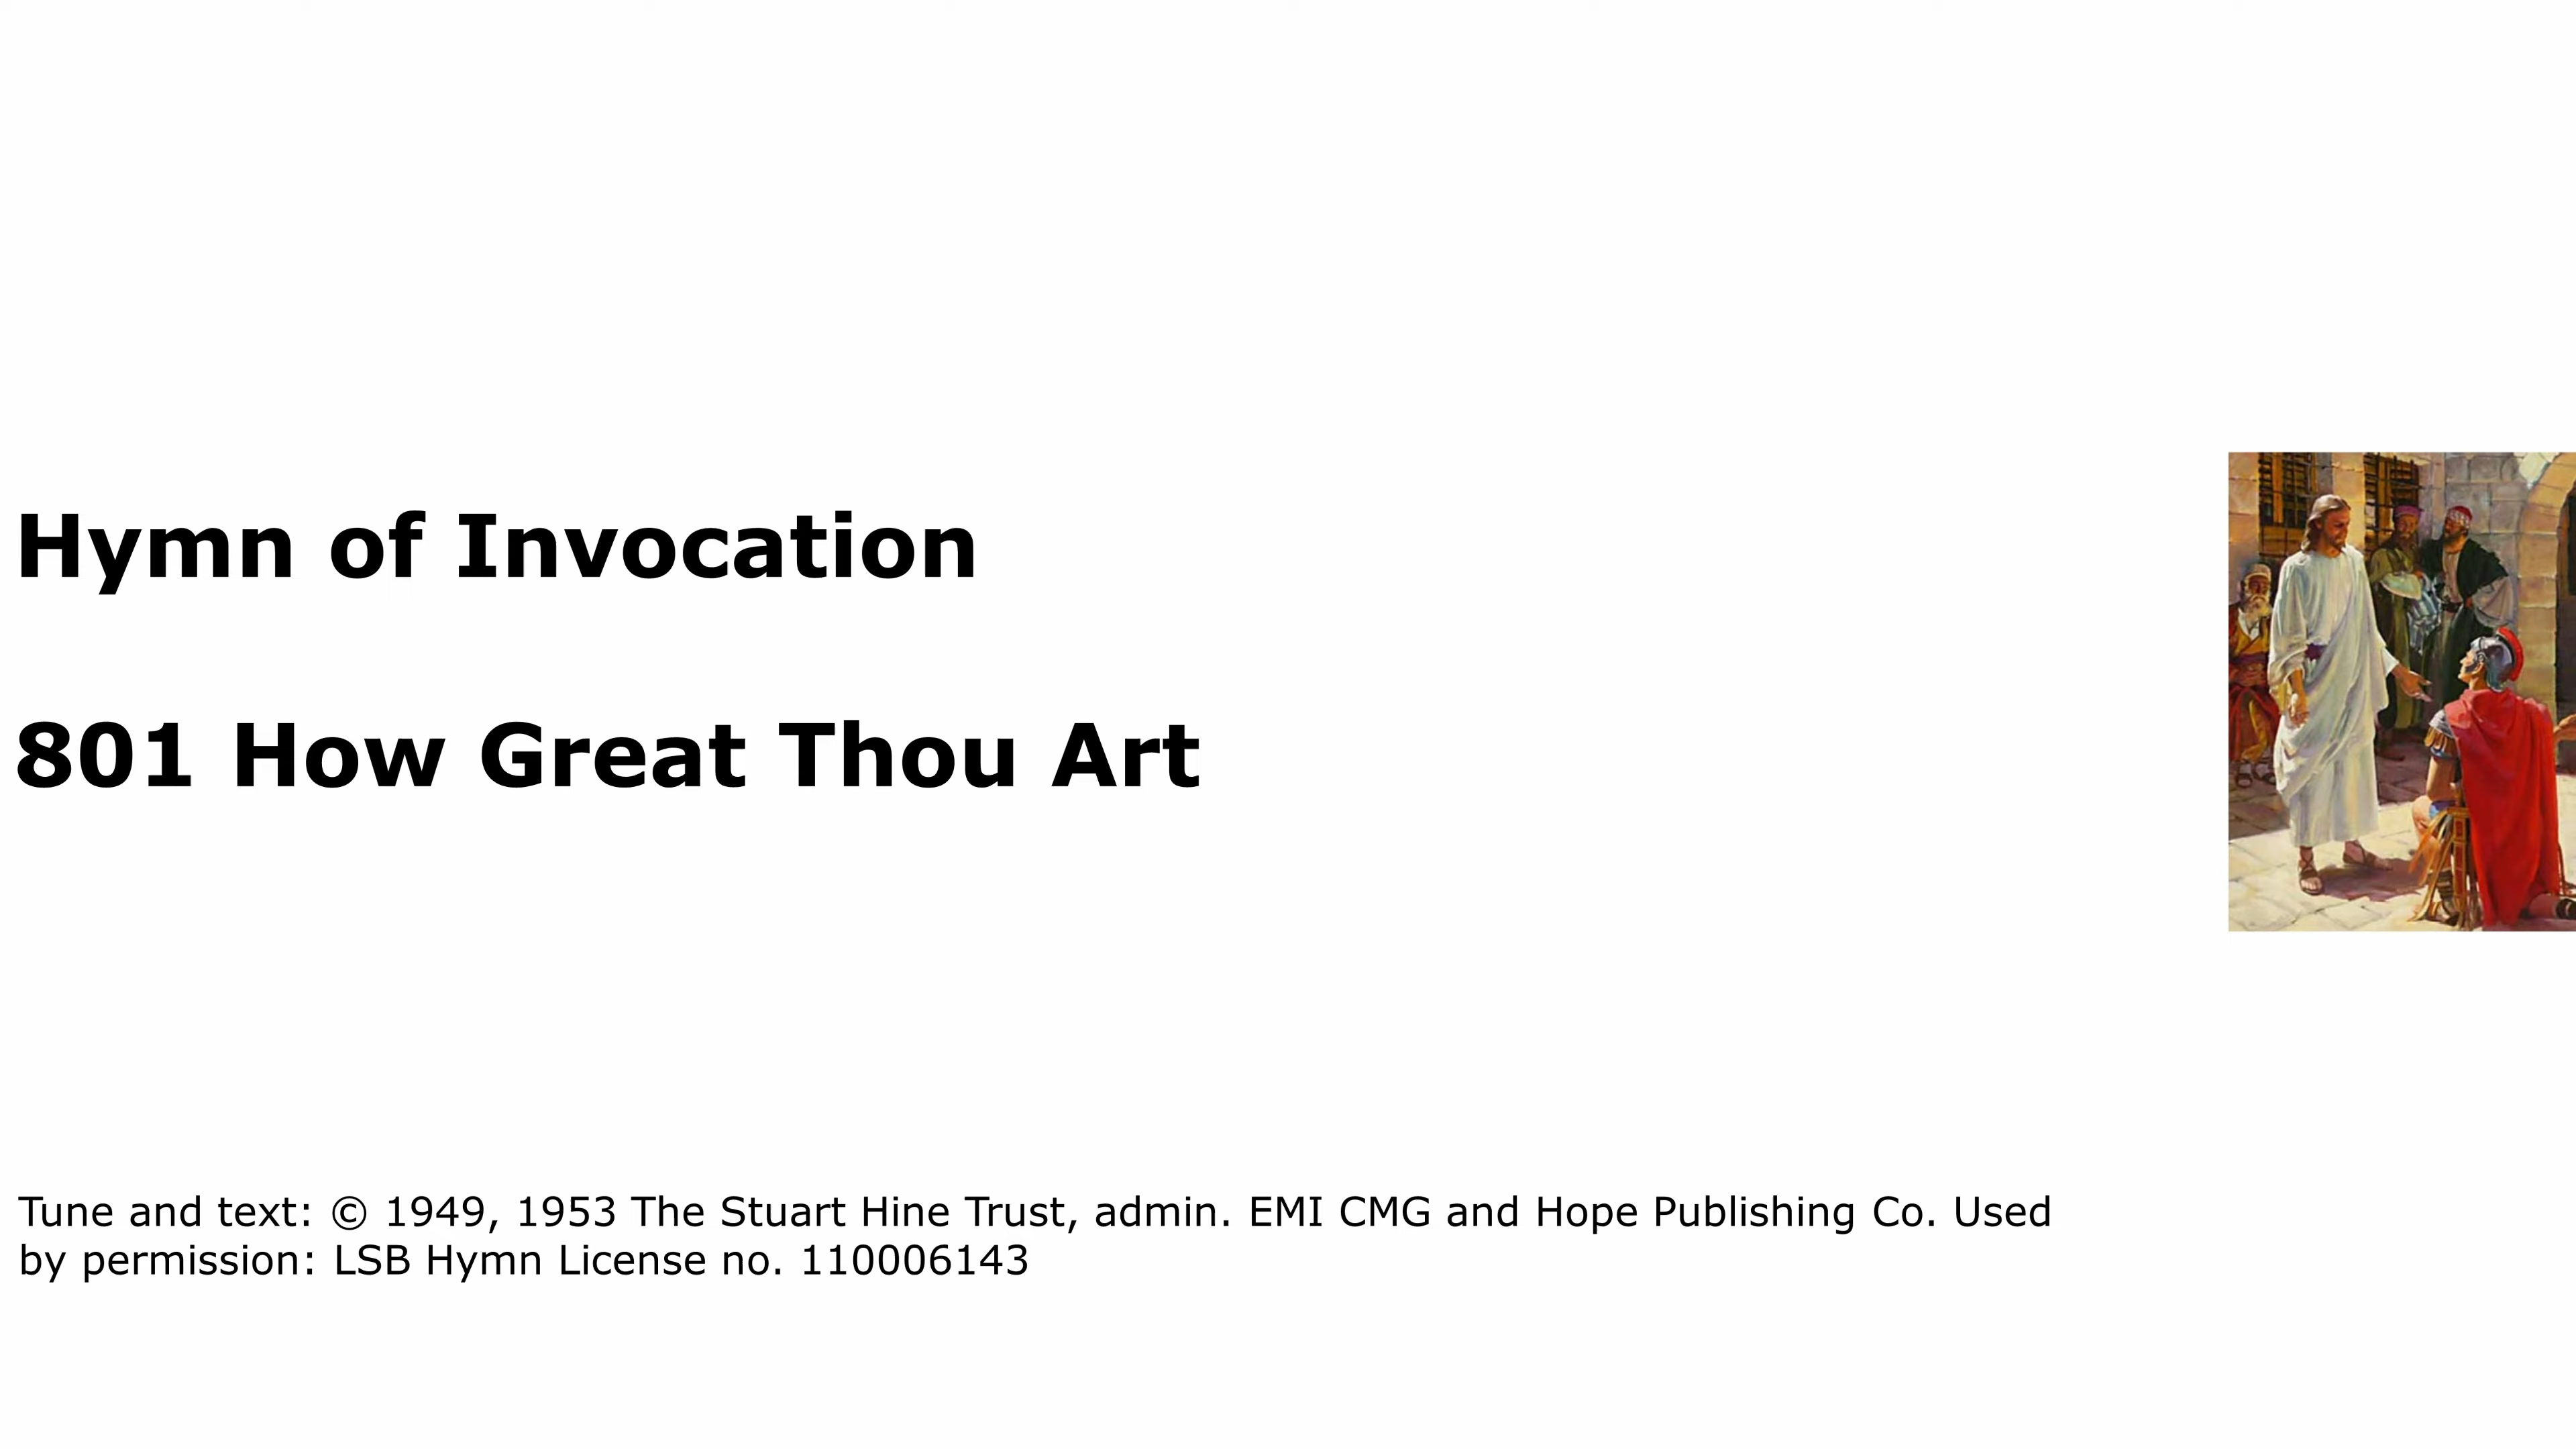 Hymn of Invocation
801 How Great Thou Art
Tune and text: © 1949, 1953 The Stuart Hine Trust, admin. EMI CMG and Hope Publishing Co. Used
by permission: LSB Hymn License no. 110006143